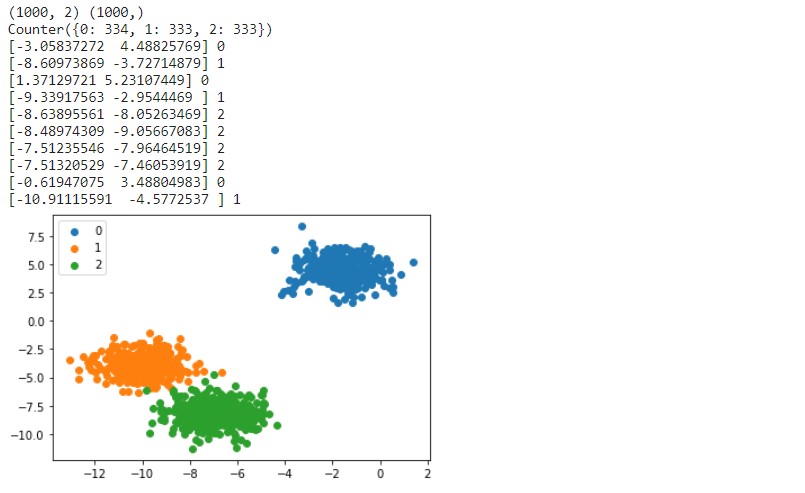 (1000, 2) (1000,)
Counter({0: 334, 1: 333, 2: 333})
[-3.05837272  4.48825769] 0
[-8.60973869 -3.72714879] 1
[1.37129721 5.23107449] 0
[-9.33917563 -2.9544469 ] 1
[-8.63895561 -8.05263469] 2
[-8.48974309 -9.05667083] 2
[-7.51235546 -7.96464519] 2
[-7.51320529 -7.46053919] 2
[-0.61947075  3.48804983] 0
[-10.91115591  -4.5772537 ] 1
0
1
2
7.5
5.0
2.5
0.0
−2.5
−5.0
−7.5
−10.0
−12 −10 −8 −6 −4 −2 0 2